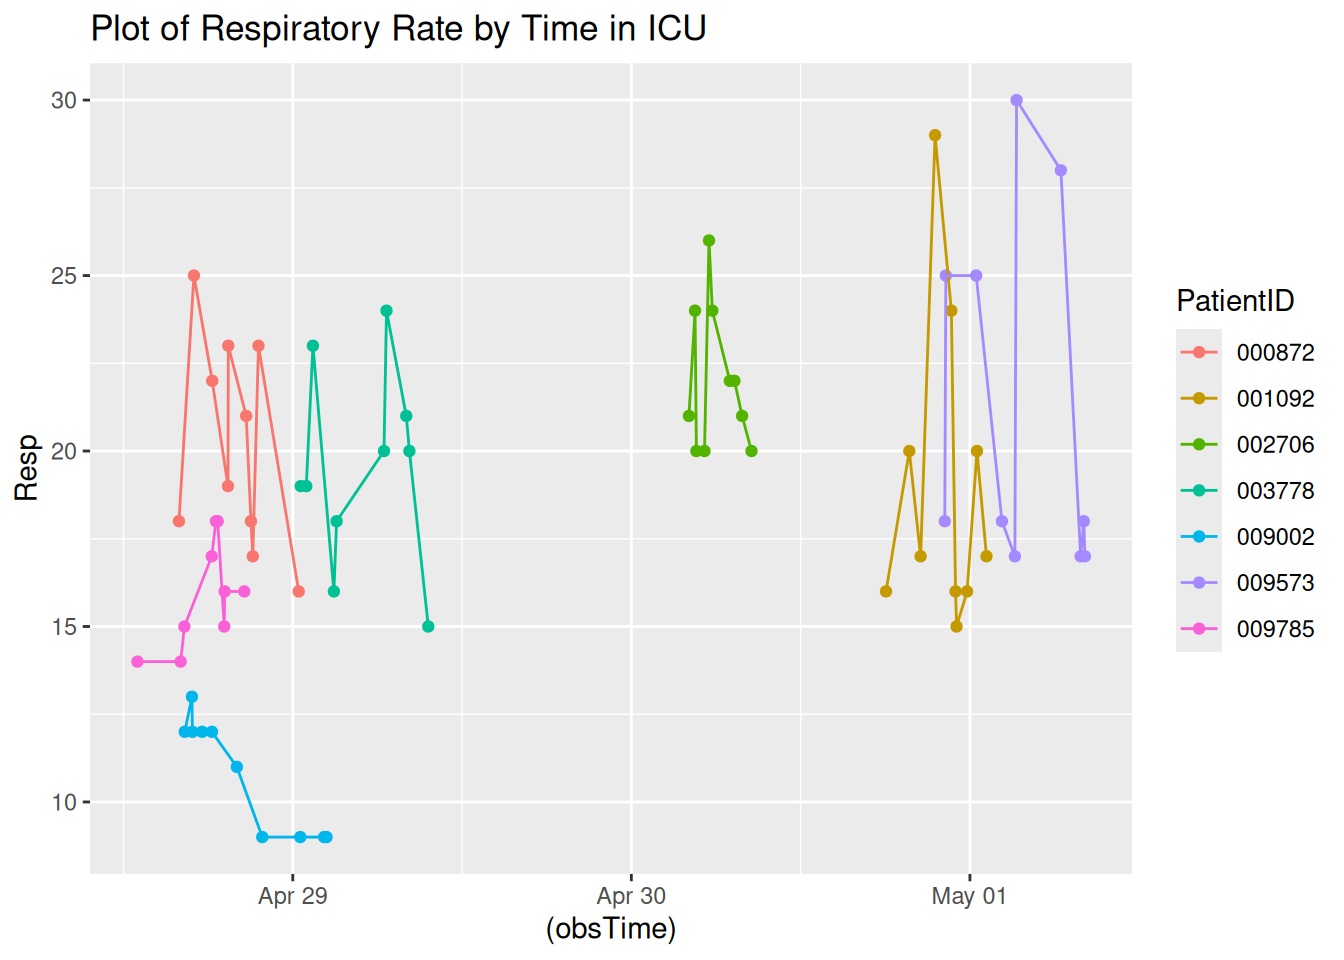 Plot of Respiratory Rate by Time in ICU
30
25
20
15
10
Resp
Apr 29
Apr 30
May 01
(obsTime)
PatientID
000872
001092
002706
003778
009002
009573
009785